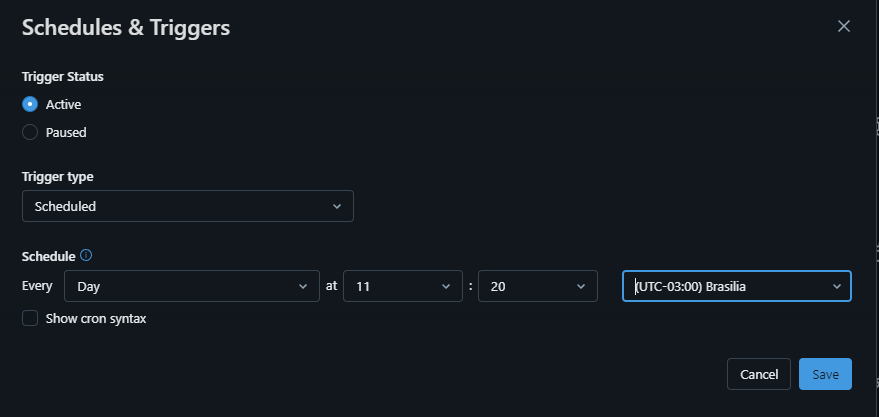 Schedules & Triggers
Trigger Status
Active
Paused
Trigger type
Scheduled
Schedule
Every Day at 11 : 20 (UTC-03:00) Brasilia
Show cron syntax
Cancel Save